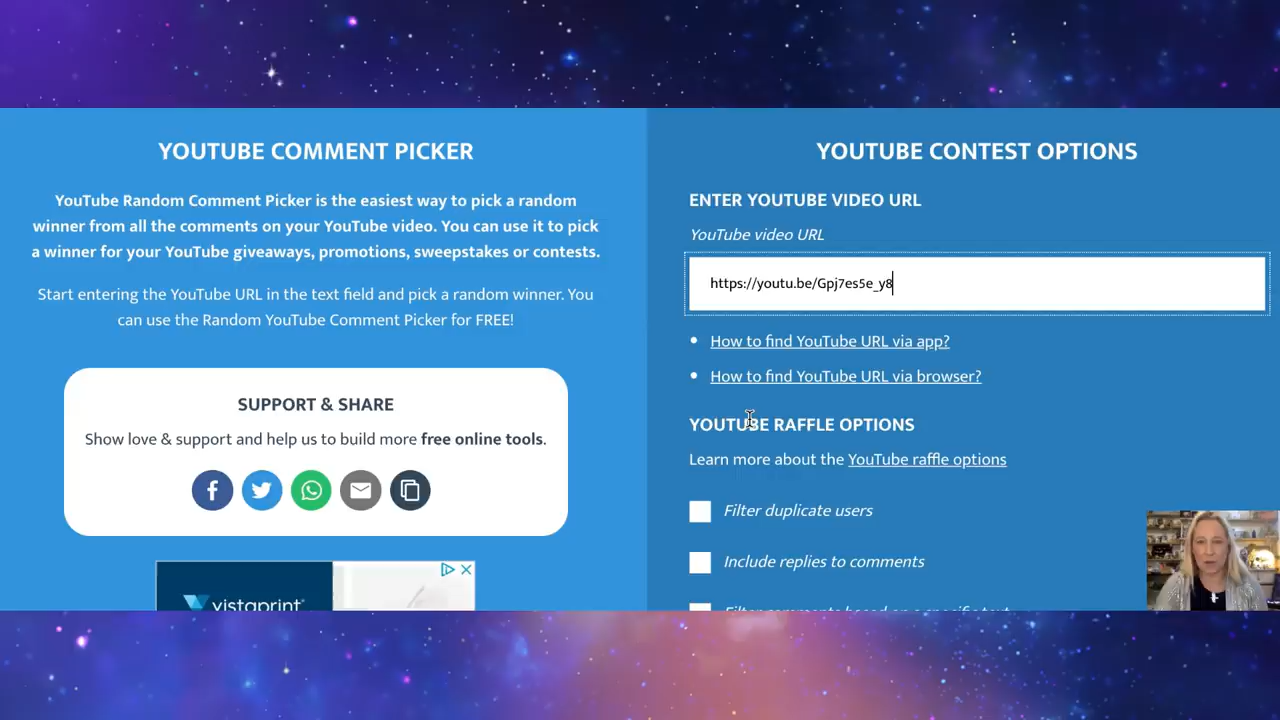 YOUTUBE COMMENT PICKER
YouTube Random Comment Picker is the easiest way to pick a random
winner from all the comments on your YouTube video. You can use it to pick
a winner for your YouTube giveaways, promotions, sweepstakes or contests.
Start entering the YouTube URL in the text field and pick a random winner. You
can use the Random YouTube Comment Picker for FREE!
SUPPORT & SHARE
Show love & support and help us to build more free online tools.
vistaprint
YOUTUBE CONTEST OPTIONS
ENTER YOUTUBE VIDEO URL
YouTube video URL
https://youtu.be/Gpj7es5e_y8
How to find YouTube URL via app?
How to find YouTube URL via browser?
YOUTUBE RAFFLE OPTIONS
Learn more about the YouTube raffle options
Filter duplicate users
Include replies to comments
Filter comments based on a specific text